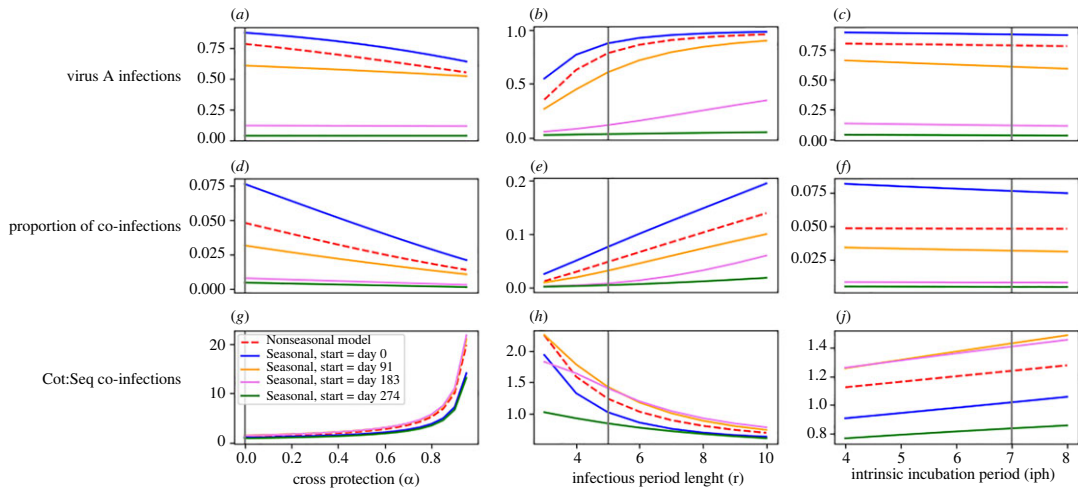 (a) (b) (c)
virus A infections
0.75 0.50 0.25 0.00
1.0 0.5 0.0
0.75 0.50 0.25 0.00
(d) (e) (f)
proportion of co-infections
0.075 0.050 0.025 0.000
0.2 0.1 0.0
0.075 0.050 0.025
(g) (h) (j)
Cot:Seq co-infections
20 10 0
Nonseasonal model
Seasonal, start = day 0
Seasonal, start = day 91
Seasonal, start = day 183
Seasonal, start = day 274
2.0 1.5 1.0
1.4 1.2 1.0 0.8
0.0 0.2 0.4 0.6 0.8
4 6 8 10
4 5 6 7 8
cross protection (α)
infectious period lenght (r)
intrinsic incubation period (iph)